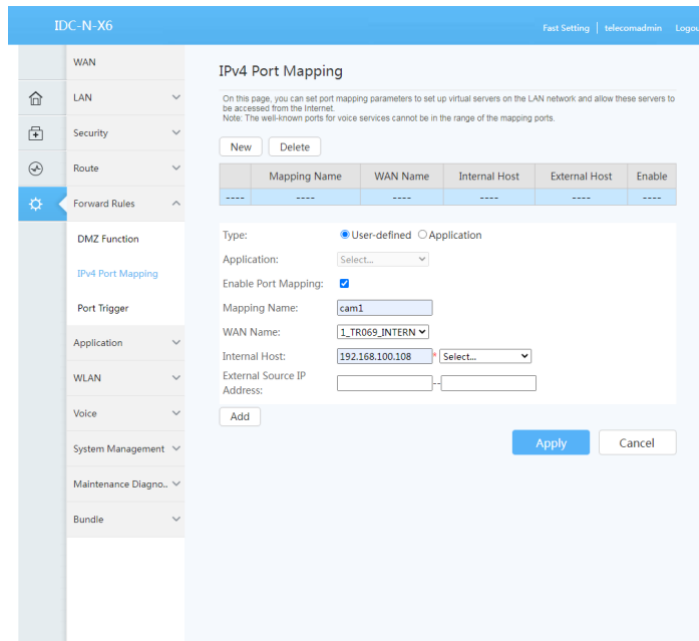 IDC-N-X6
Fast Setting | telecomadmin Logou
WAN
LAN
Security
Route
Forward Rules
DMZ Function
IPv4 Port Mapping
Port Trigger
Application
WLAN
Voice
System Management
Maintenance Diagno..
Bundle
IPv4 Port Mapping
On this page, you can set port mapping parameters to set up virtual servers on the LAN network and allow these servers to
be accessed from the Internet.
Note: The well-known ports for voice services cannot be in the range of the mapping ports.
New Delete
Mapping Name WAN Name Internal Host External Host Enable
---- ---- ---- ---- ---- ----
Type: User-defined Application
Application: Select...
Enable Port Mapping:
Mapping Name: cam1
WAN Name: 1_TR069_INTERN
Internal Host: 192.168.100.108 * Select...
External Source IP
Address: --
Add
Apply Cancel